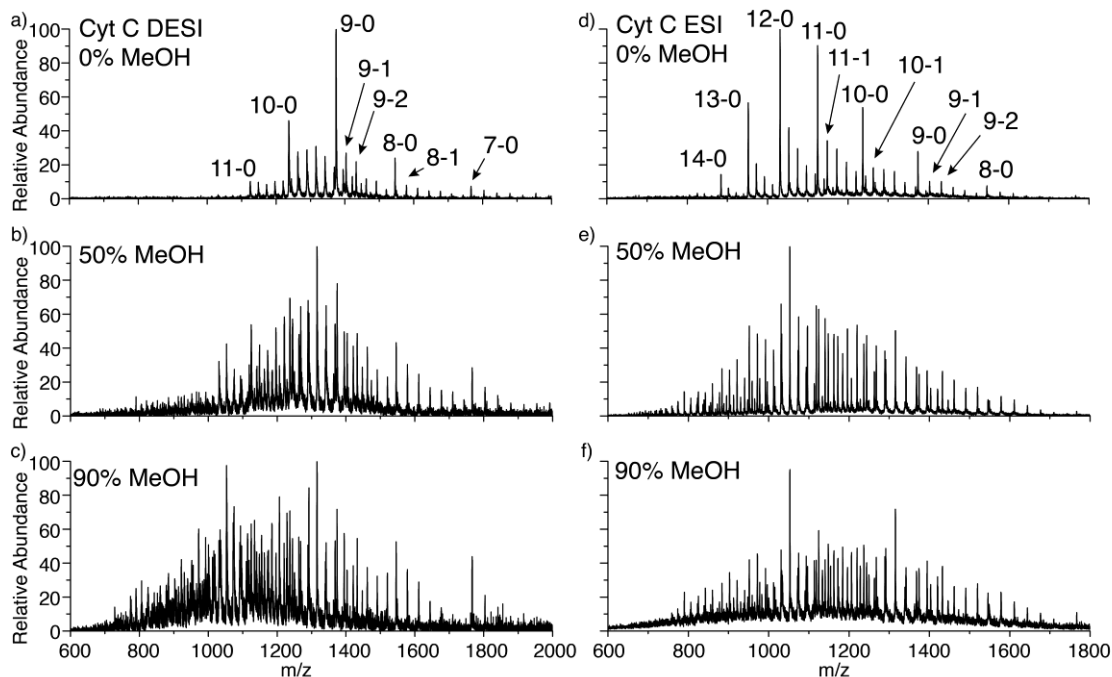 a)
Cyt C DESI
0% MeOH
100
80
60
40
20
0
Relative Abundance
9-0
9-1
9-2
10-0
8-0
8-1
7-0
11-0
d)
Cyt C ESI
0% MeOH
12-0
11-0
11-1
10-1
13-0
10-0
9-1
9-0
9-2
14-0
8-0
b)
50% MeOH
100
80
60
40
20
0
Relative Abundance
e)
50% MeOH
c)
90% MeOH
100
80
60
40
20
0
Relative Abundance
600 800 1000 1200 1400 1600 1800 2000
m/z
f)
90% MeOH
600 800 1000 1200 1400 1600 1800
m/z